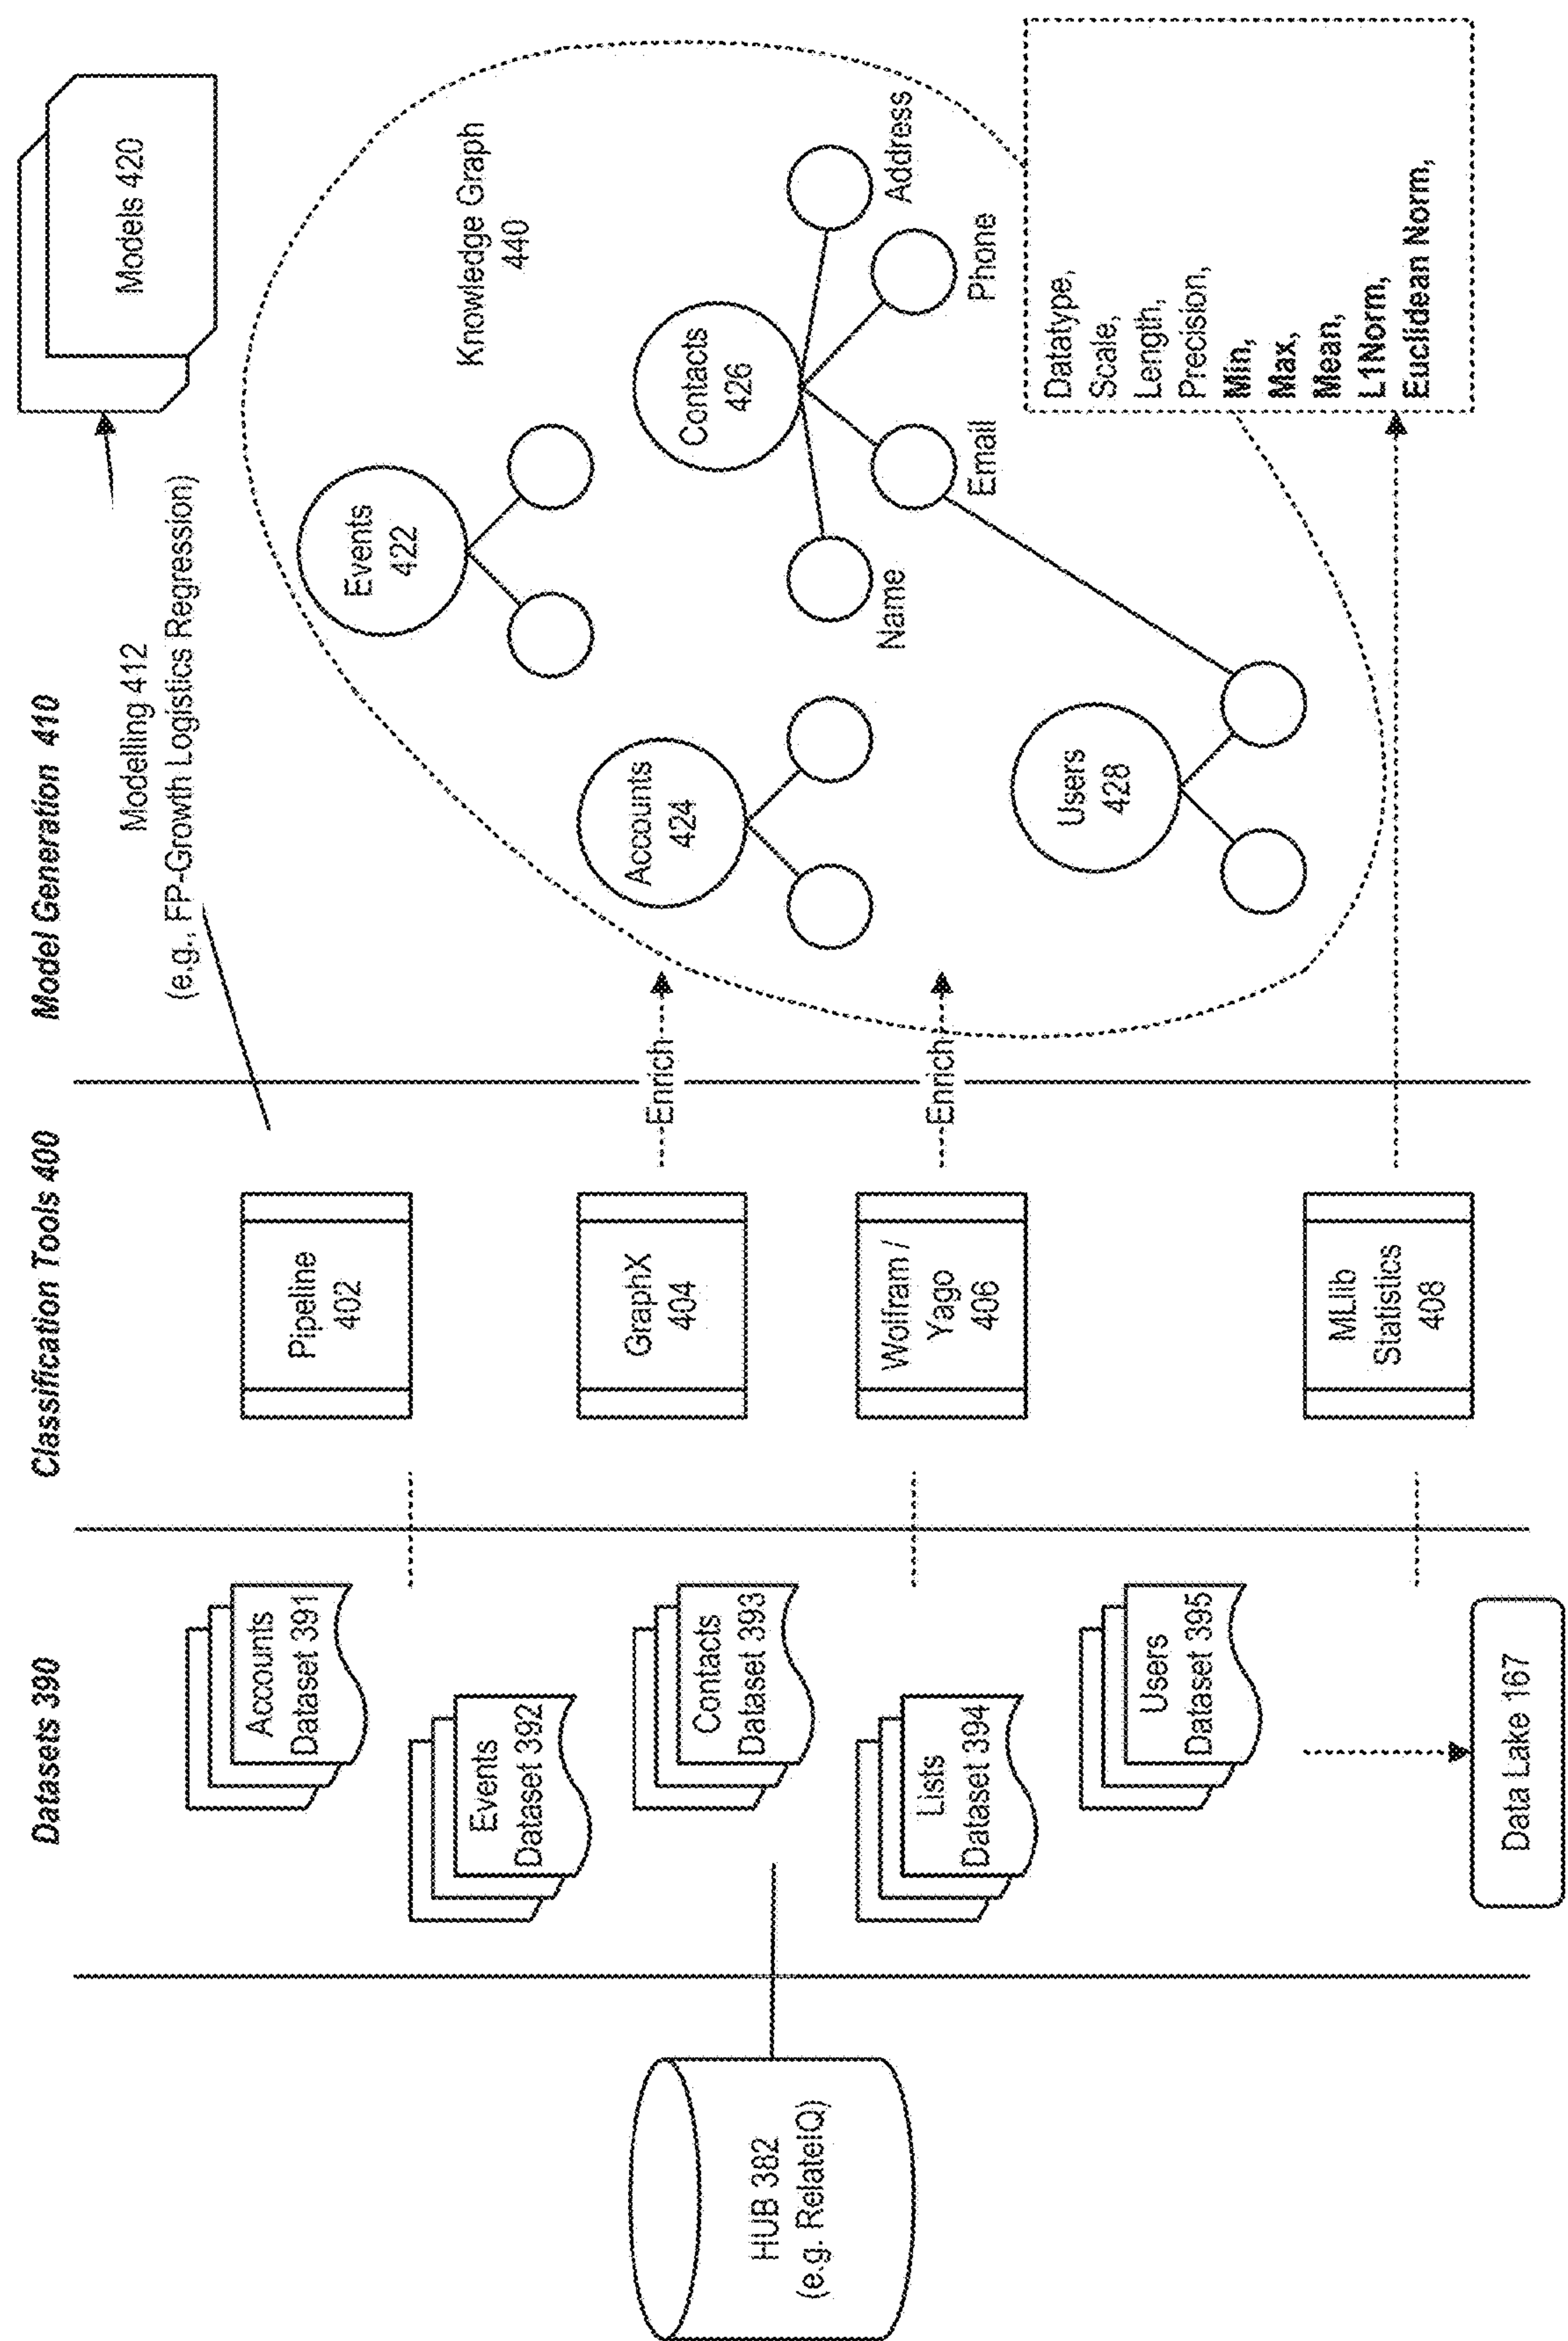 HUB 382
(e.g. RelateIQ)
Datasets 390
Accounts
Dataset 391
Events
Dataset 392
Contacts
Dataset 393
Lists
Dataset 394
Users
Dataset 395
Data Lake 167
Classification Tools 400
Pipeline
402
GraphX
404
Wolfram /
Yago
406
MLlib
Statistics
408
Model Generation 410
Modelling 412
(e.g., FP-Growth Logistics Regression)
Models 420
Enrich
Enrich
Knowledge Graph
440
Events
422
Accounts
424
Contacts
426
Name
Email
Phone
Address
Users
428
Datatype,
Scale,
Length,
Precision,
Min,
Max,
Mean,
L1Norm,
Euclidean Norm,